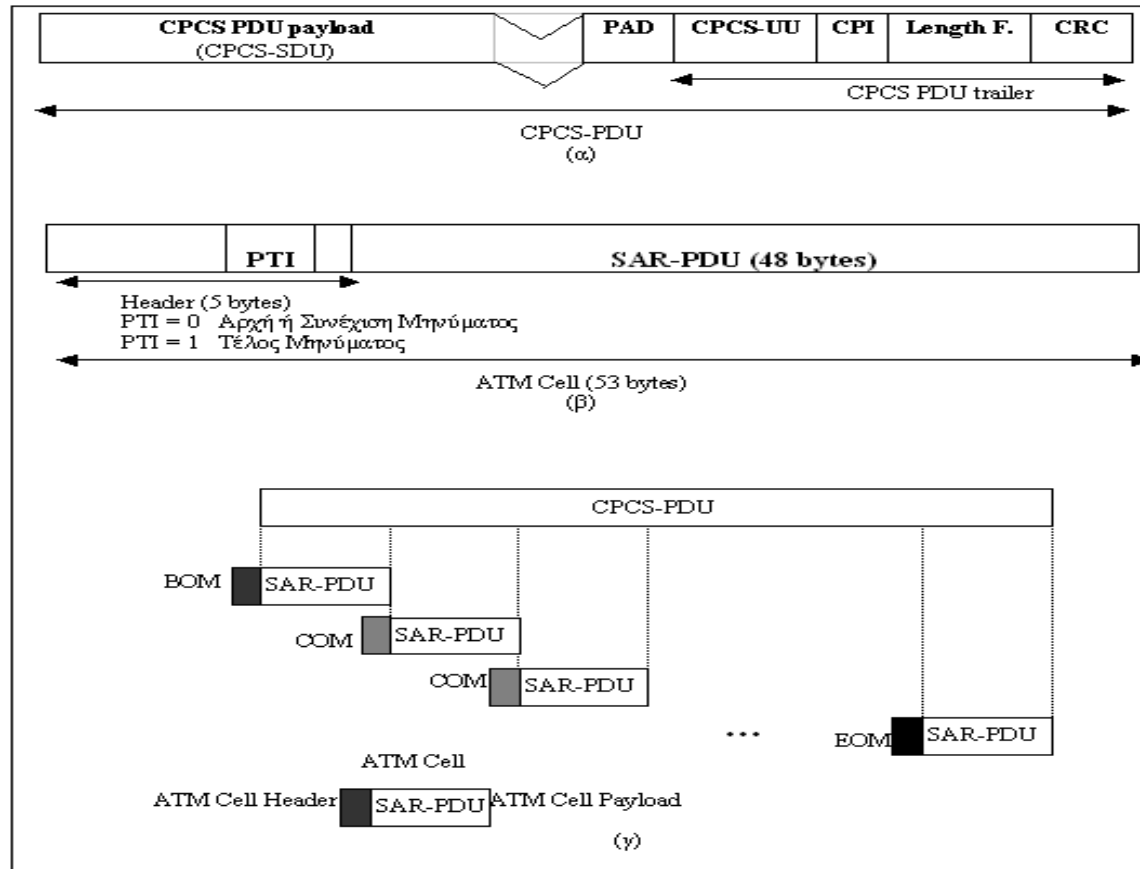 CPCS PDU payload PAD CPCS-UU CPI Length F. CRC
(CPCS-SDU)
CPCS PDU trailer
CPCS-PDU
(α)
PTI SAR-PDU (48 bytes)
Header (5 bytes)
PTI = 0 Αρχή ή Συνέχιση Μηνύματος
PTI = 1 Τέλος Μηνύματος
ATM Cell (53 bytes)
(β)
CPCS-PDU
BOM SAR-PDU
COM SAR-PDU
COM SAR-PDU
... EOM SAR-PDU
ATM Cell
ATM Cell Header SAR-PDU ATM Cell Payload
(γ)